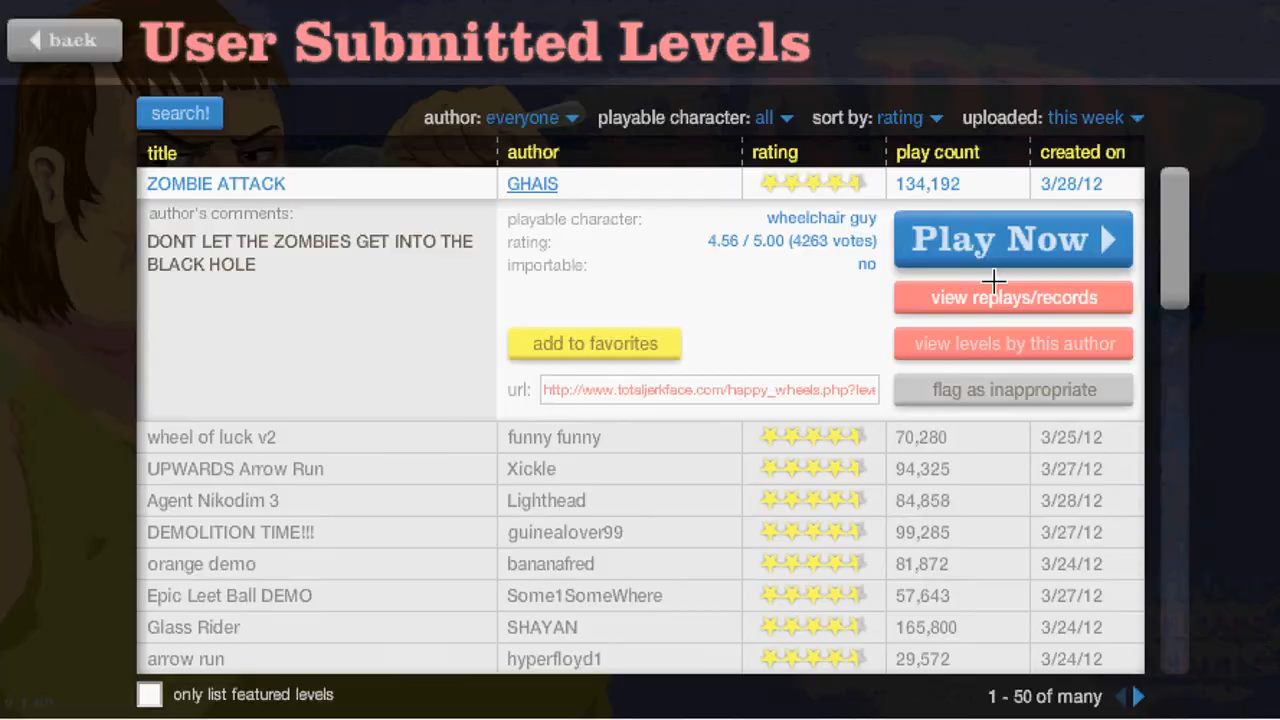 back
User Submitted Levels
search!
author: everyone playable character: all sort by: rating uploaded: this week
title author rating play count created on
ZOMBIE ATTACK GHAIS 134,192 3/28/12
author's comments:
DONT LET THE ZOMBIES GET INTO THE
BLACK HOLE
playable character: wheelchair guy
rating: 4.56 / 5.00 (4263 votes)
importable: no
Play Now
view replays/records
add to favorites
view levels by this author
url: http://www.totaljerkface.com/happy_wheels.php?leve
flag as inappropriate
wheel of luck v2 funny funny 70,280 3/25/12
UPWARDS Arrow Run Xickle 94,325 3/27/12
Agent Nikodim 3 Lighthead 84,858 3/28/12
DEMOLITION TIME!!! guinealover99 99,285 3/27/12
orange demo bananafred 81,872 3/24/12
Epic Leet Ball DEMO Some1SomeWhere 57,643 3/27/12
Glass Rider SHAYAN 165,800 3/24/12
arrow run hyperfloyd1 29,572 3/24/12
only list featured levels
1 - 50 of many